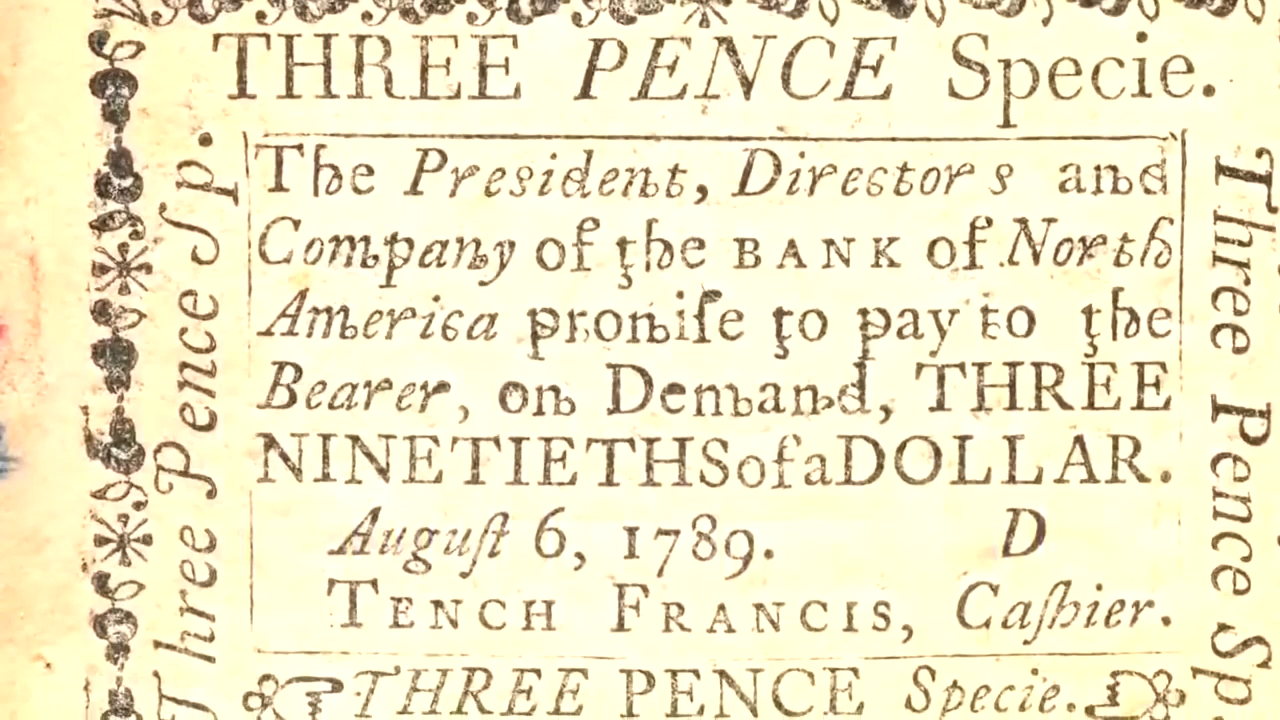 THREE PENCE Specie.
The President, Directors and
Company of the BANK of North
America promiſe to pay to the
Bearer, on Demand, THREE
NINETIETHS of a DOLLAR.
Auguſt 6, 1789. D
TENCH FRANCIS, Caſhier.
THREE PENCE Specie.
Three Pence Sp.
Three Pence Sp